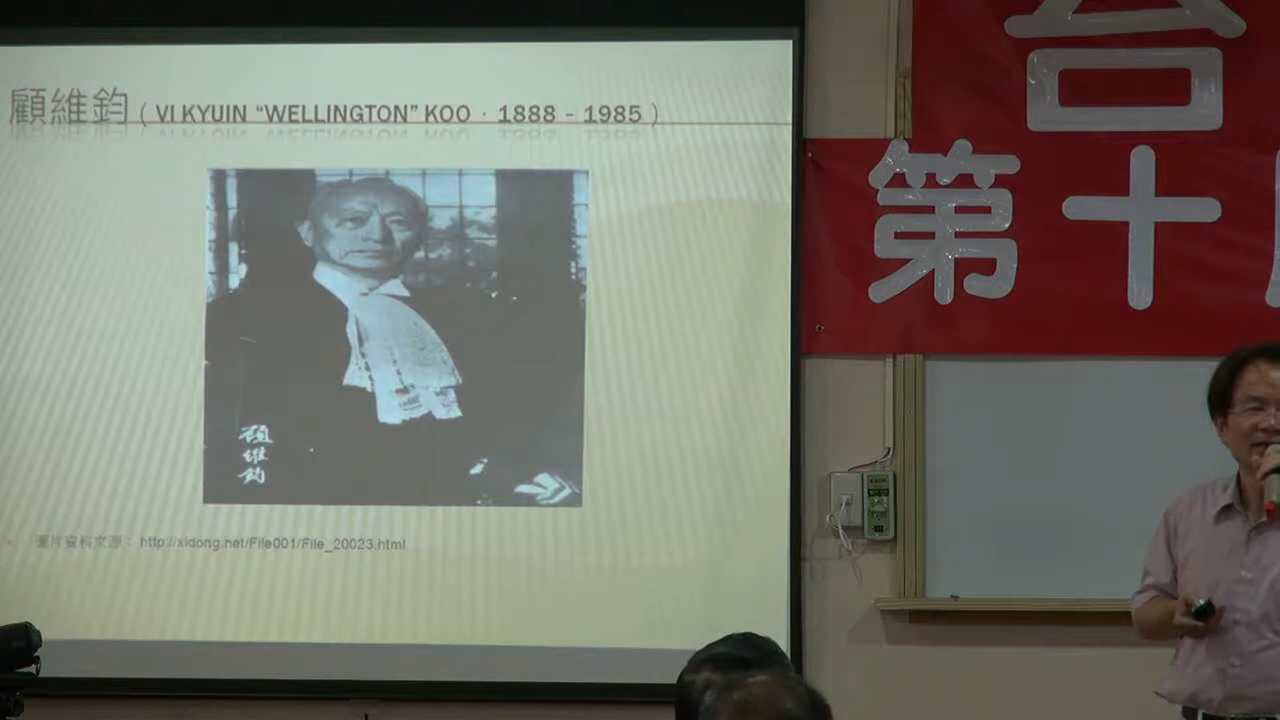 顧維鈞 ( VI KYUIN “WELLINGTON” KOO · 1888 – 1985 )
顧維鈞
圖片資料來源： http://xidong.net/File001/File_20023.html
台
第十